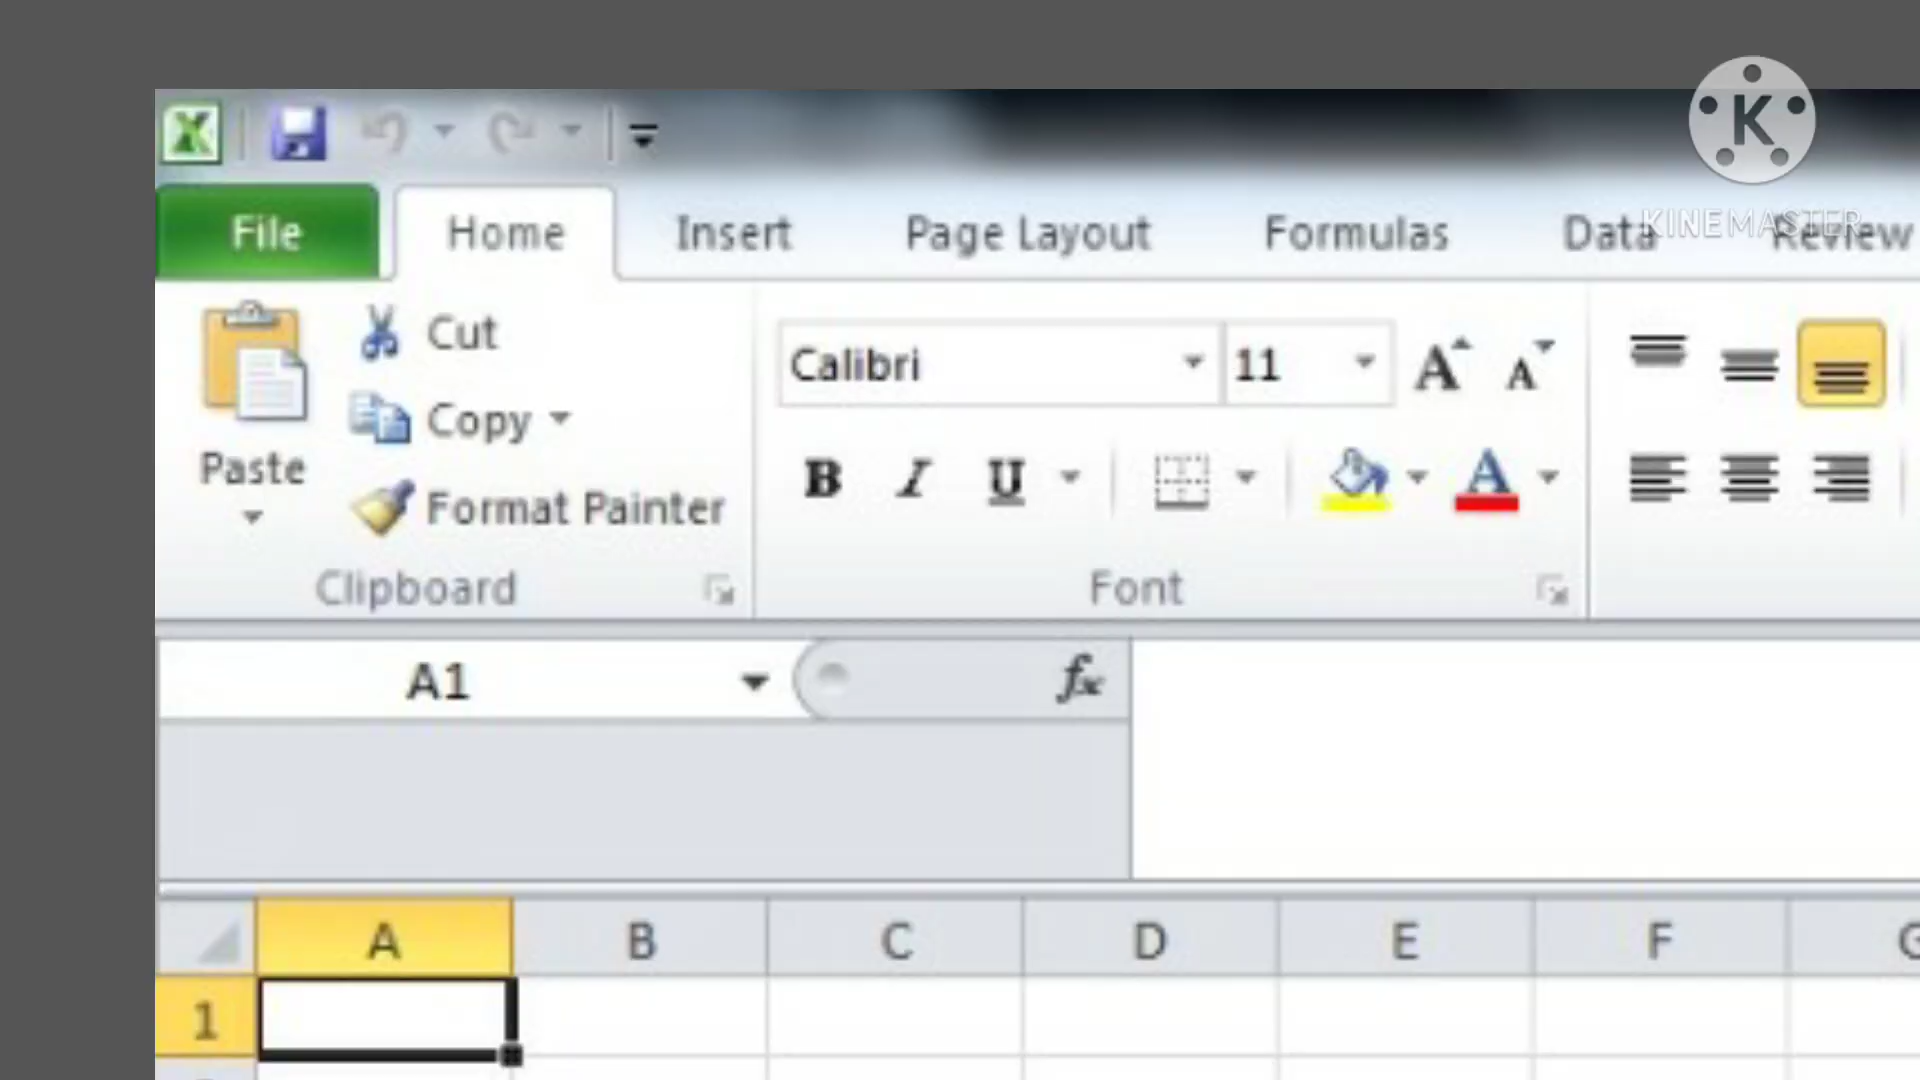 K
KINEMASTER
File Home Insert Page Layout Formulas Data Review
Cut
Copy
Paste
Format Painter
Clipboard
Calibri 11 A A
B I U A
Font
A1 fx
A B C D E F G
1